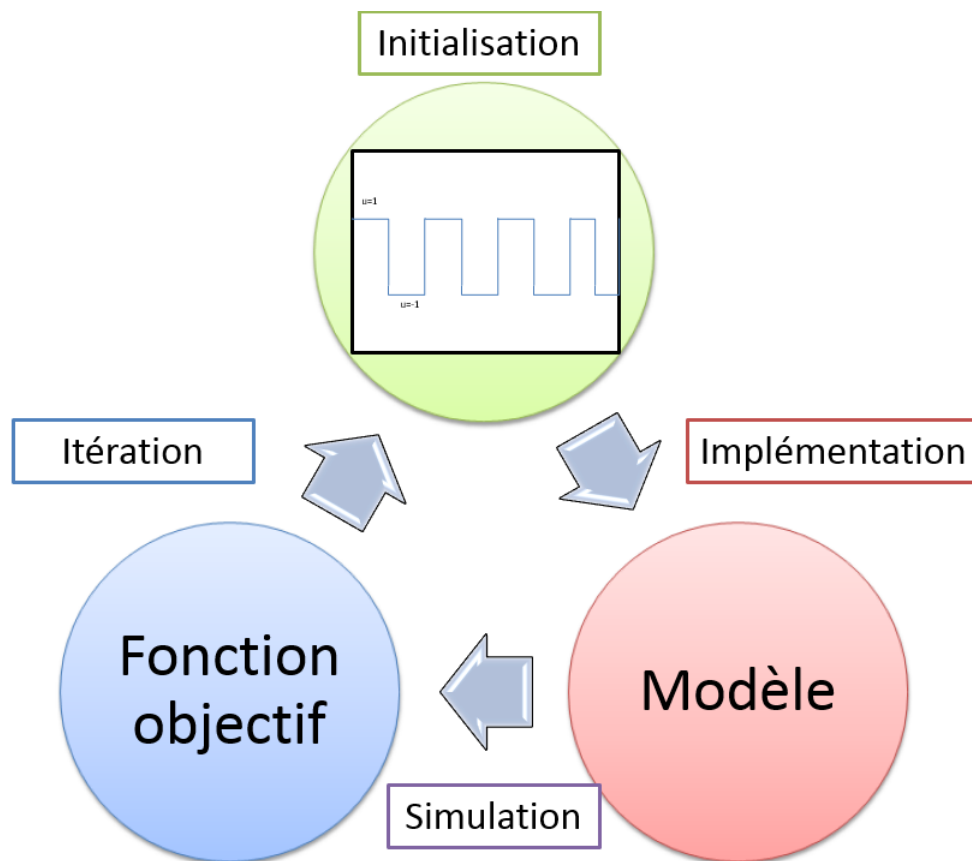 Initialisation
u=1
u=-1
Itération
Implémentation
Fonction
objectif
Modèle
Simulation